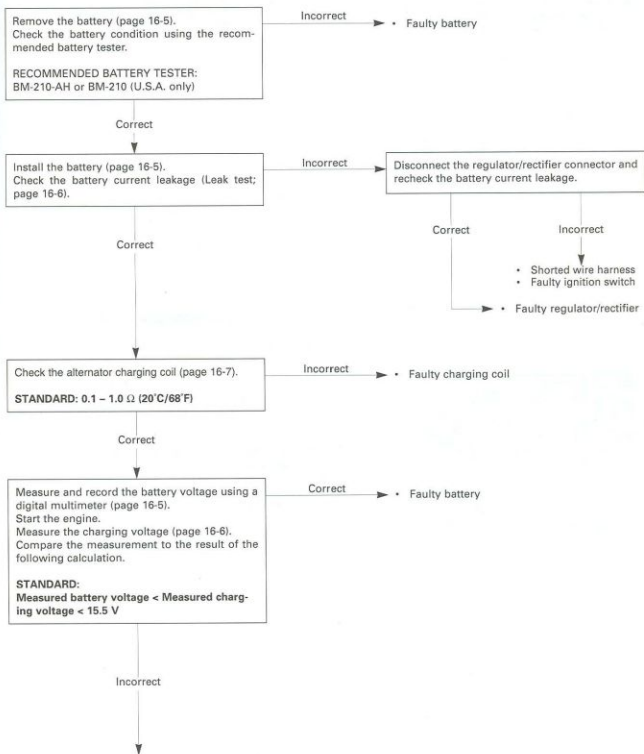 Remove the battery (page 16-5).
Check the battery condition using the recom-
mended battery tester.
RECOMMENDED BATTERY TESTER:
BM-210-AH or BM-210 (U.S.A. only)
Incorrect
• Faulty battery
Correct
Install the battery (page 16-5).
Check the battery current leakage (Leak test;
page 16-6).
Incorrect
Disconnect the regulator/rectifier connector and
recheck the battery current leakage.
Correct
Correct
Incorrect
• Shorted wire harness
• Faulty ignition switch
• Faulty regulator/rectifier
Check the alternator charging coil (page 16-7).
STANDARD: 0.1 – 1.0 Ω (20°C/68°F)
Incorrect
• Faulty charging coil
Correct
Measure and record the battery voltage using a
digital multimeter (page 16-5).
Start the engine.
Measure the charging voltage (page 16-6).
Compare the measurement to the result of the
following calculation.
STANDARD:
Measured battery voltage < Measured charg-
ing voltage < 15.5 V
Correct
• Faulty battery
Incorrect